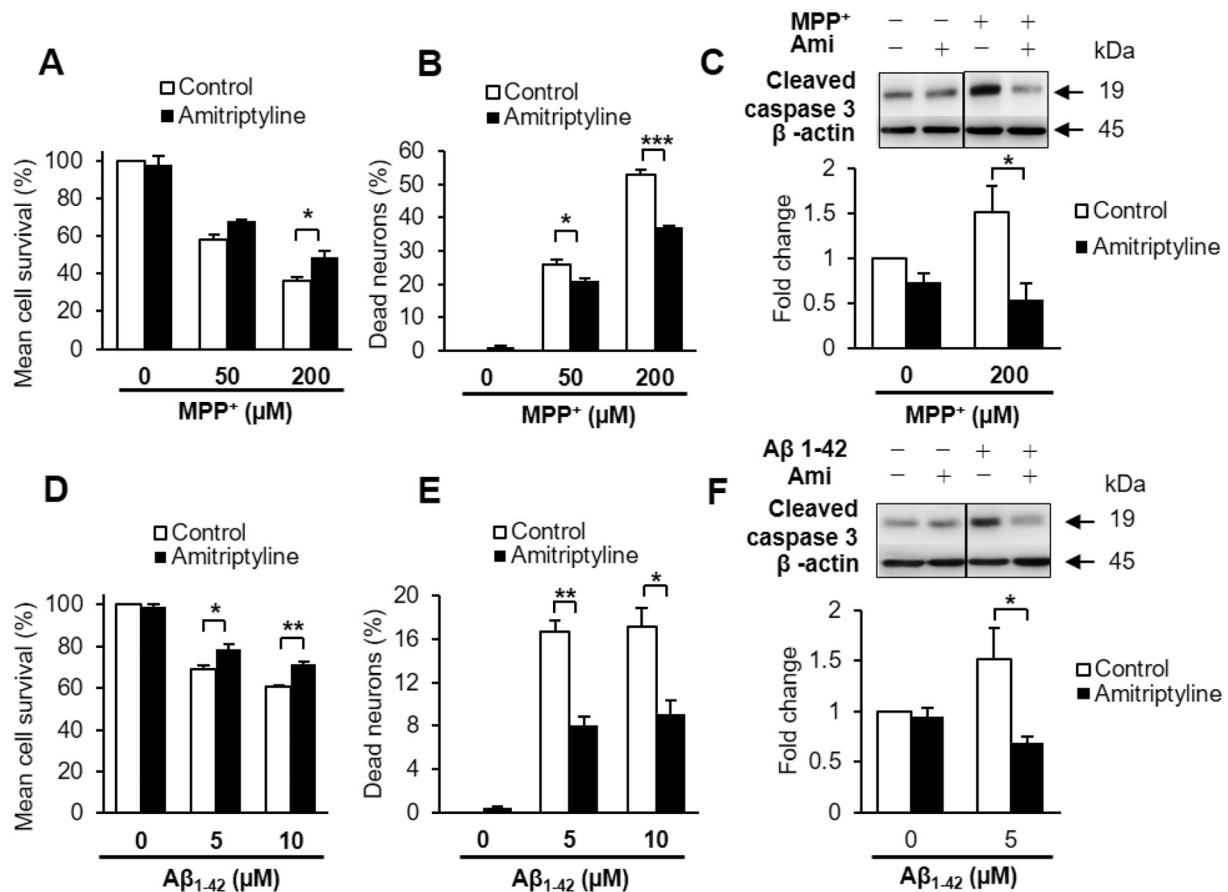 A
Control
Amitriptyline
Mean cell survival (%)
100
80
60
40
20
0
*
0 50 200
MPP⁺ (µM)
B
Control
Amitriptyline
Dead neurons (%)
60
50
40
30
20
10
0
*
***
0 50 200
MPP⁺ (µM)
C
MPP⁺ − − + +
Ami − + − +
kDa
Cleaved
caspase 3
19
β -actin
45
Fold change
2
1.5
1
0.5
0
*
Control
Amitriptyline
0 200
MPP⁺ (µM)
D
Control
Amitriptyline
Mean cell survival (%)
100
80
60
40
20
0
*
**
0 5 10
Aβ₁₋₄₂ (µM)
E
Control
Amitriptyline
Dead neurons (%)
20
16
12
8
4
0
**
*
0 5 10
Aβ₁₋₄₂ (µM)
F
Aβ 1-42 − − + +
Ami − + − +
kDa
Cleaved
caspase 3
19
β -actin
45
Fold change
2
1.5
1
0.5
0
*
Control
Amitriptyline
0 5
Aβ₁₋₄₂ (µM)